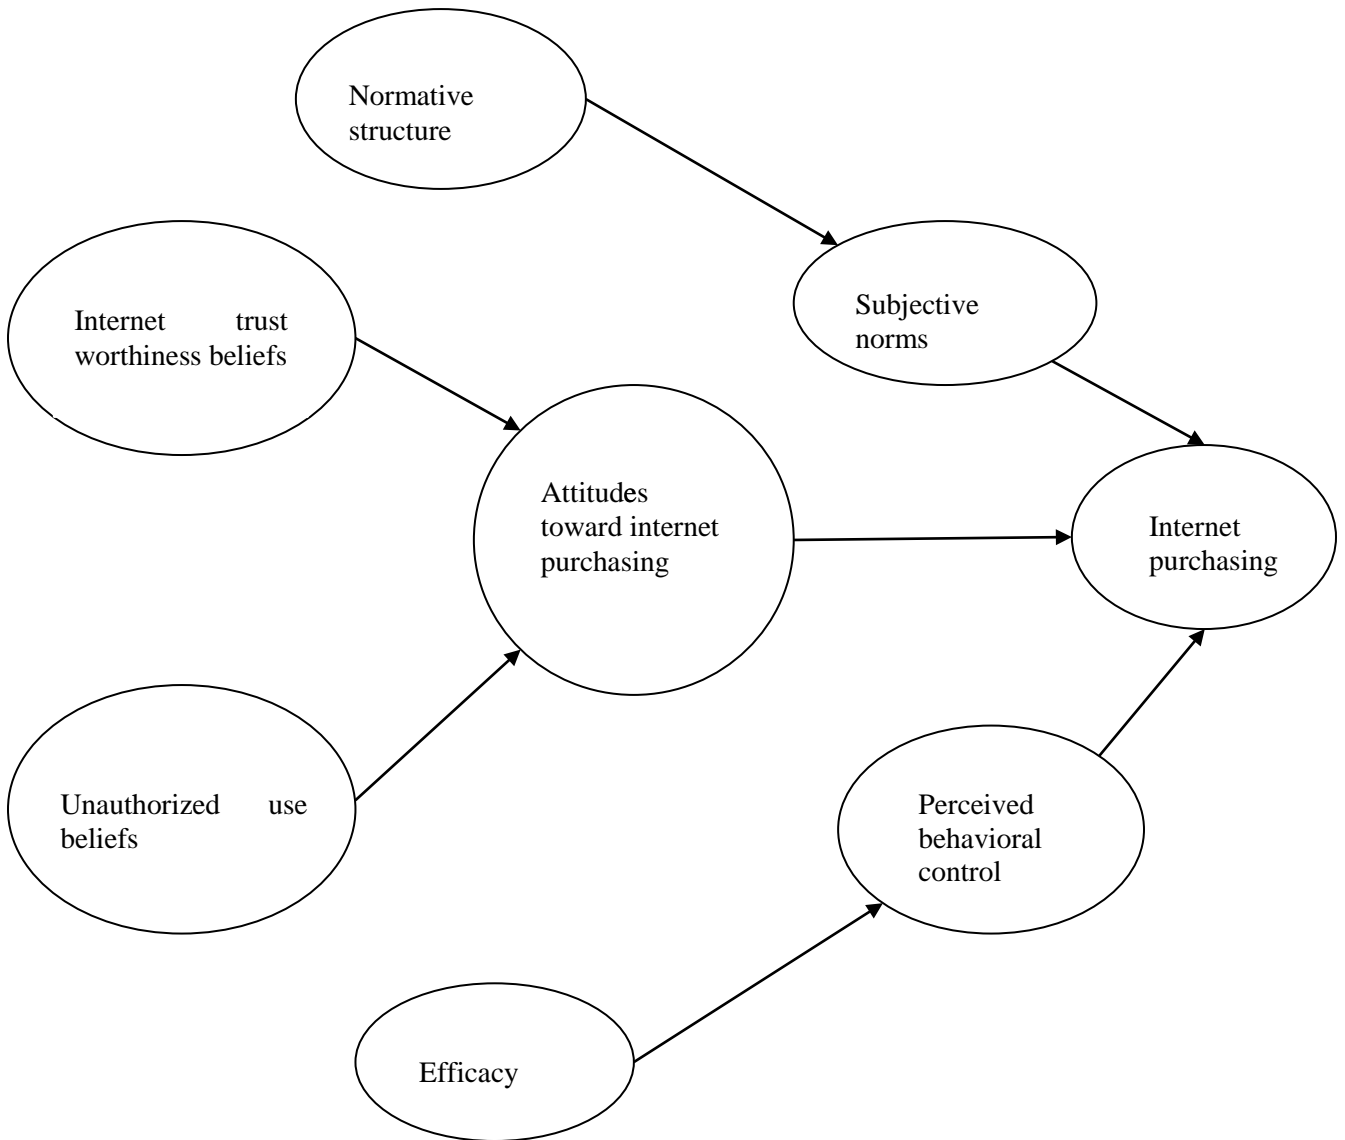 Normative
structure
Internet trust
worthiness beliefs
Subjective
norms
Attitudes
toward internet
purchasing
Internet
purchasing
Unauthorized use
beliefs
Perceived
behavioral
control
Efficacy